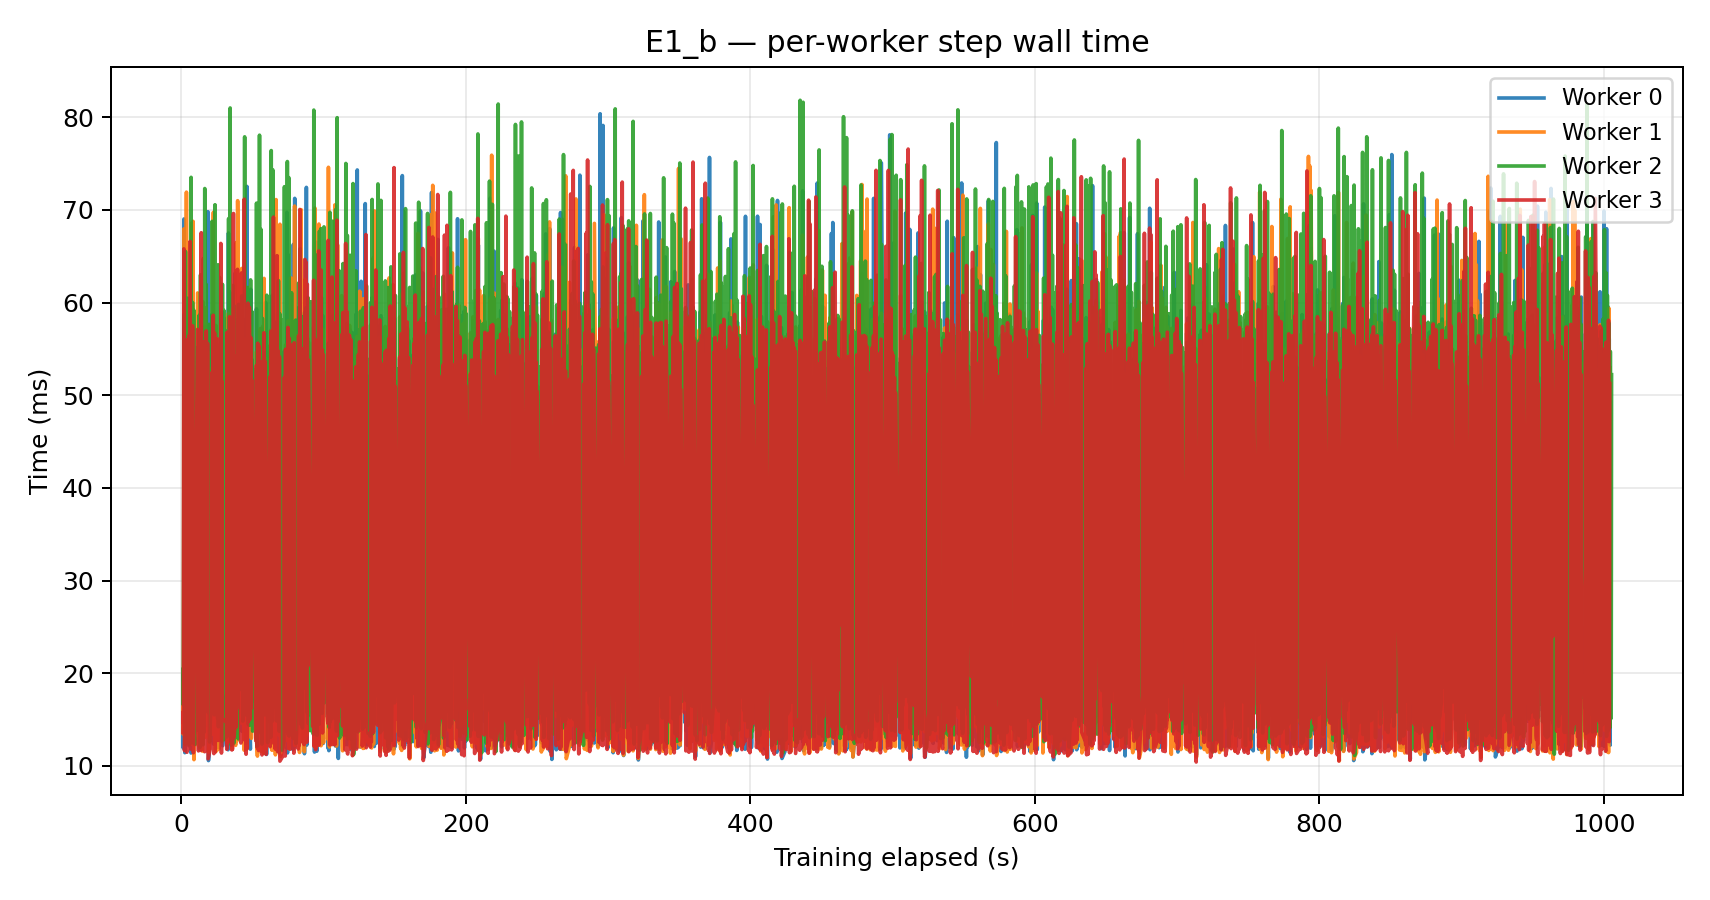 E1_b — per-worker step wall time
Worker 0
Worker 1
Worker 2
Worker 3
80
70
60
50
40
30
20
10
Time (ms)
0 200 400 600 800 1000
Training elapsed (s)